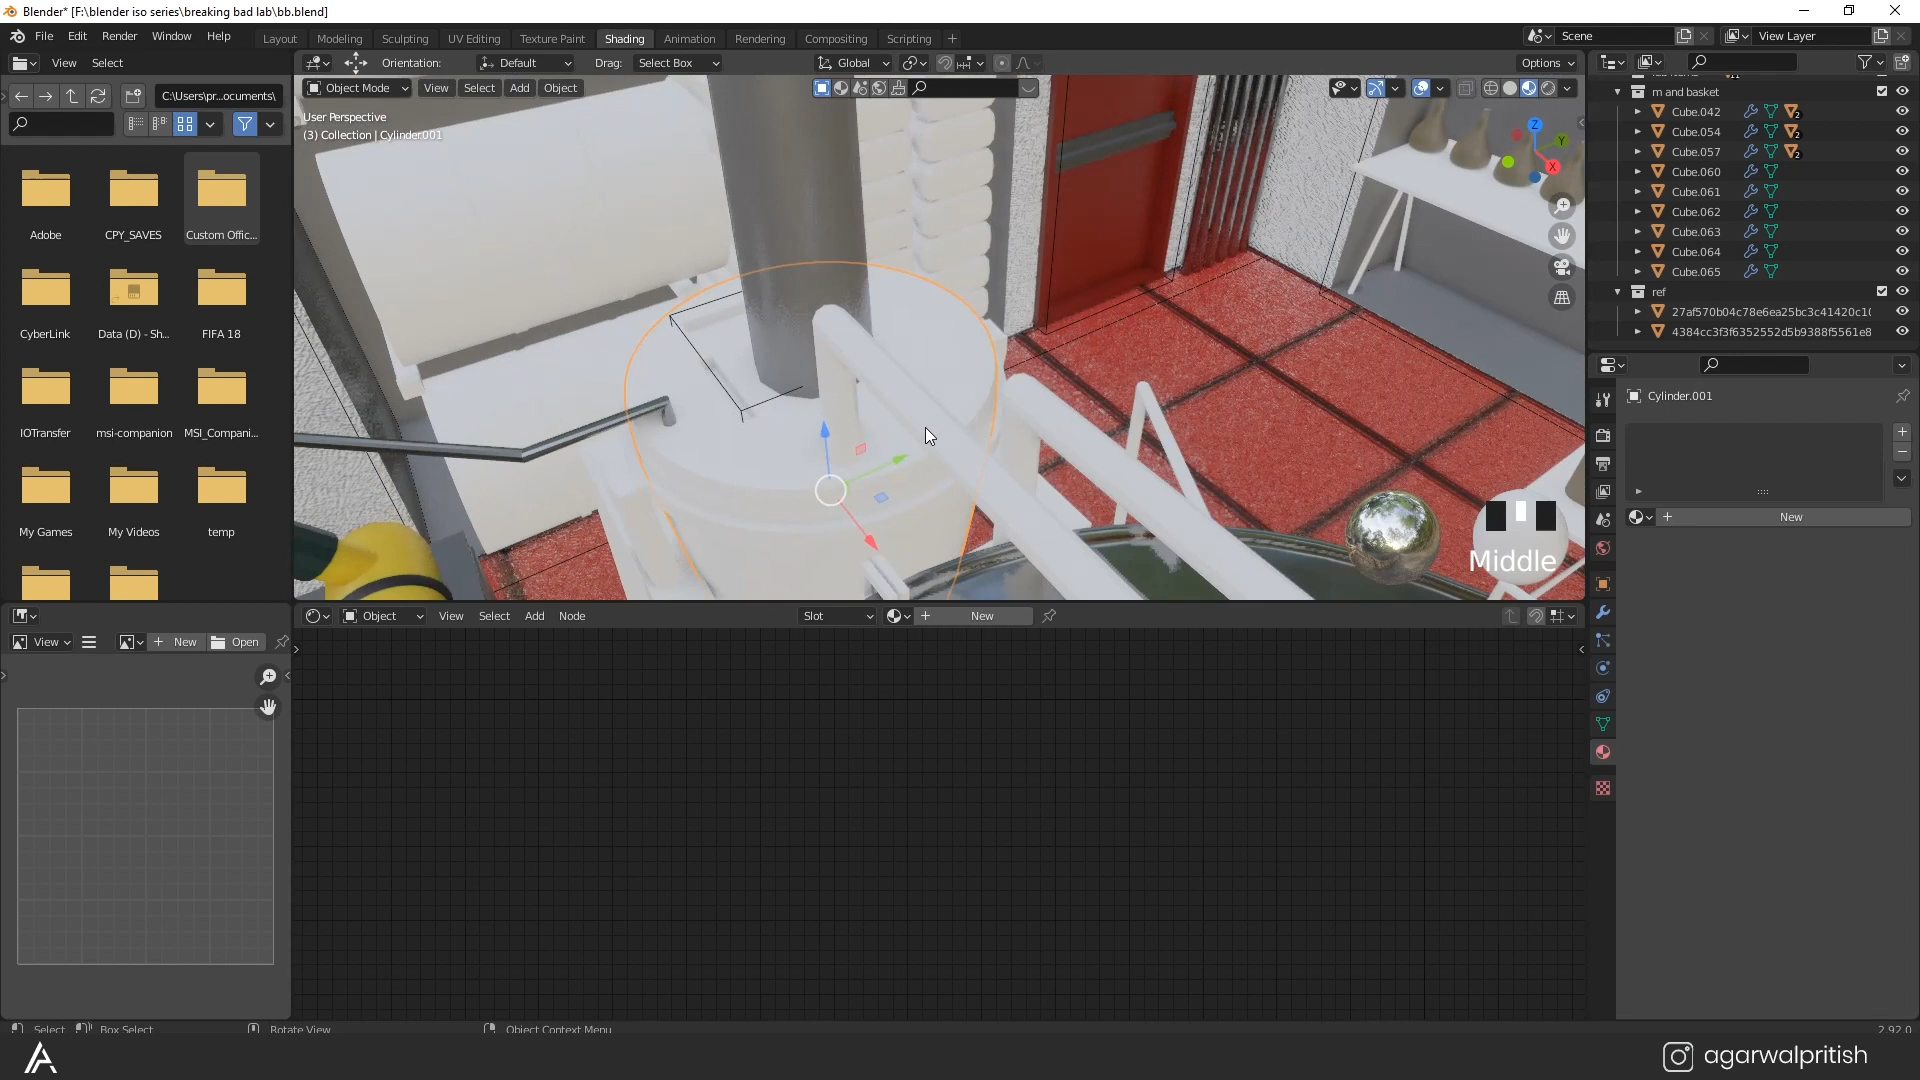 Blender* [F:\blender iso series\breaking bad lab\bb.blend]
File Edit Render Window Help
Layout Modeling Sculpting UV Editing Texture Paint Shading Animation Rendering Compositing Scripting
Scene View Layer
View Select
Orientation: Default Drag: Select Box Global Options
C:\Users\pr...ocuments\
Object Mode View Select Add Object
User Perspective
(3) Collection | Cylinder.001
Z
Y
X
m and basket
Cube.042 2
Cube.054 2
Cube.057 2
Cube.060
Cube.061
Cube.062
Cube.063
Cube.064
Cube.065
ref
27af570b04c78e6ea25bc3c41420c1(
4384cc3f3f6352552d5b9388f5561e8
Adobe CPY_SAVES Custom Offic...
CyberLink Data (D) - Sh... FIFA 18
IOTransfer msi-companion MSI_Compani...
My Games My Videos temp
Cylinder.001
New
Middle
Object View Select Add Node Slot New
View New Open
Select Box Select Rotate View Object Context Menu 2.92.0
agarwalpritish